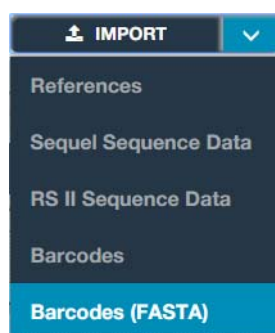 IMPORT
References
Sequel Sequence Data
RS II Sequence Data
Barcodes
Barcodes (FASTA)